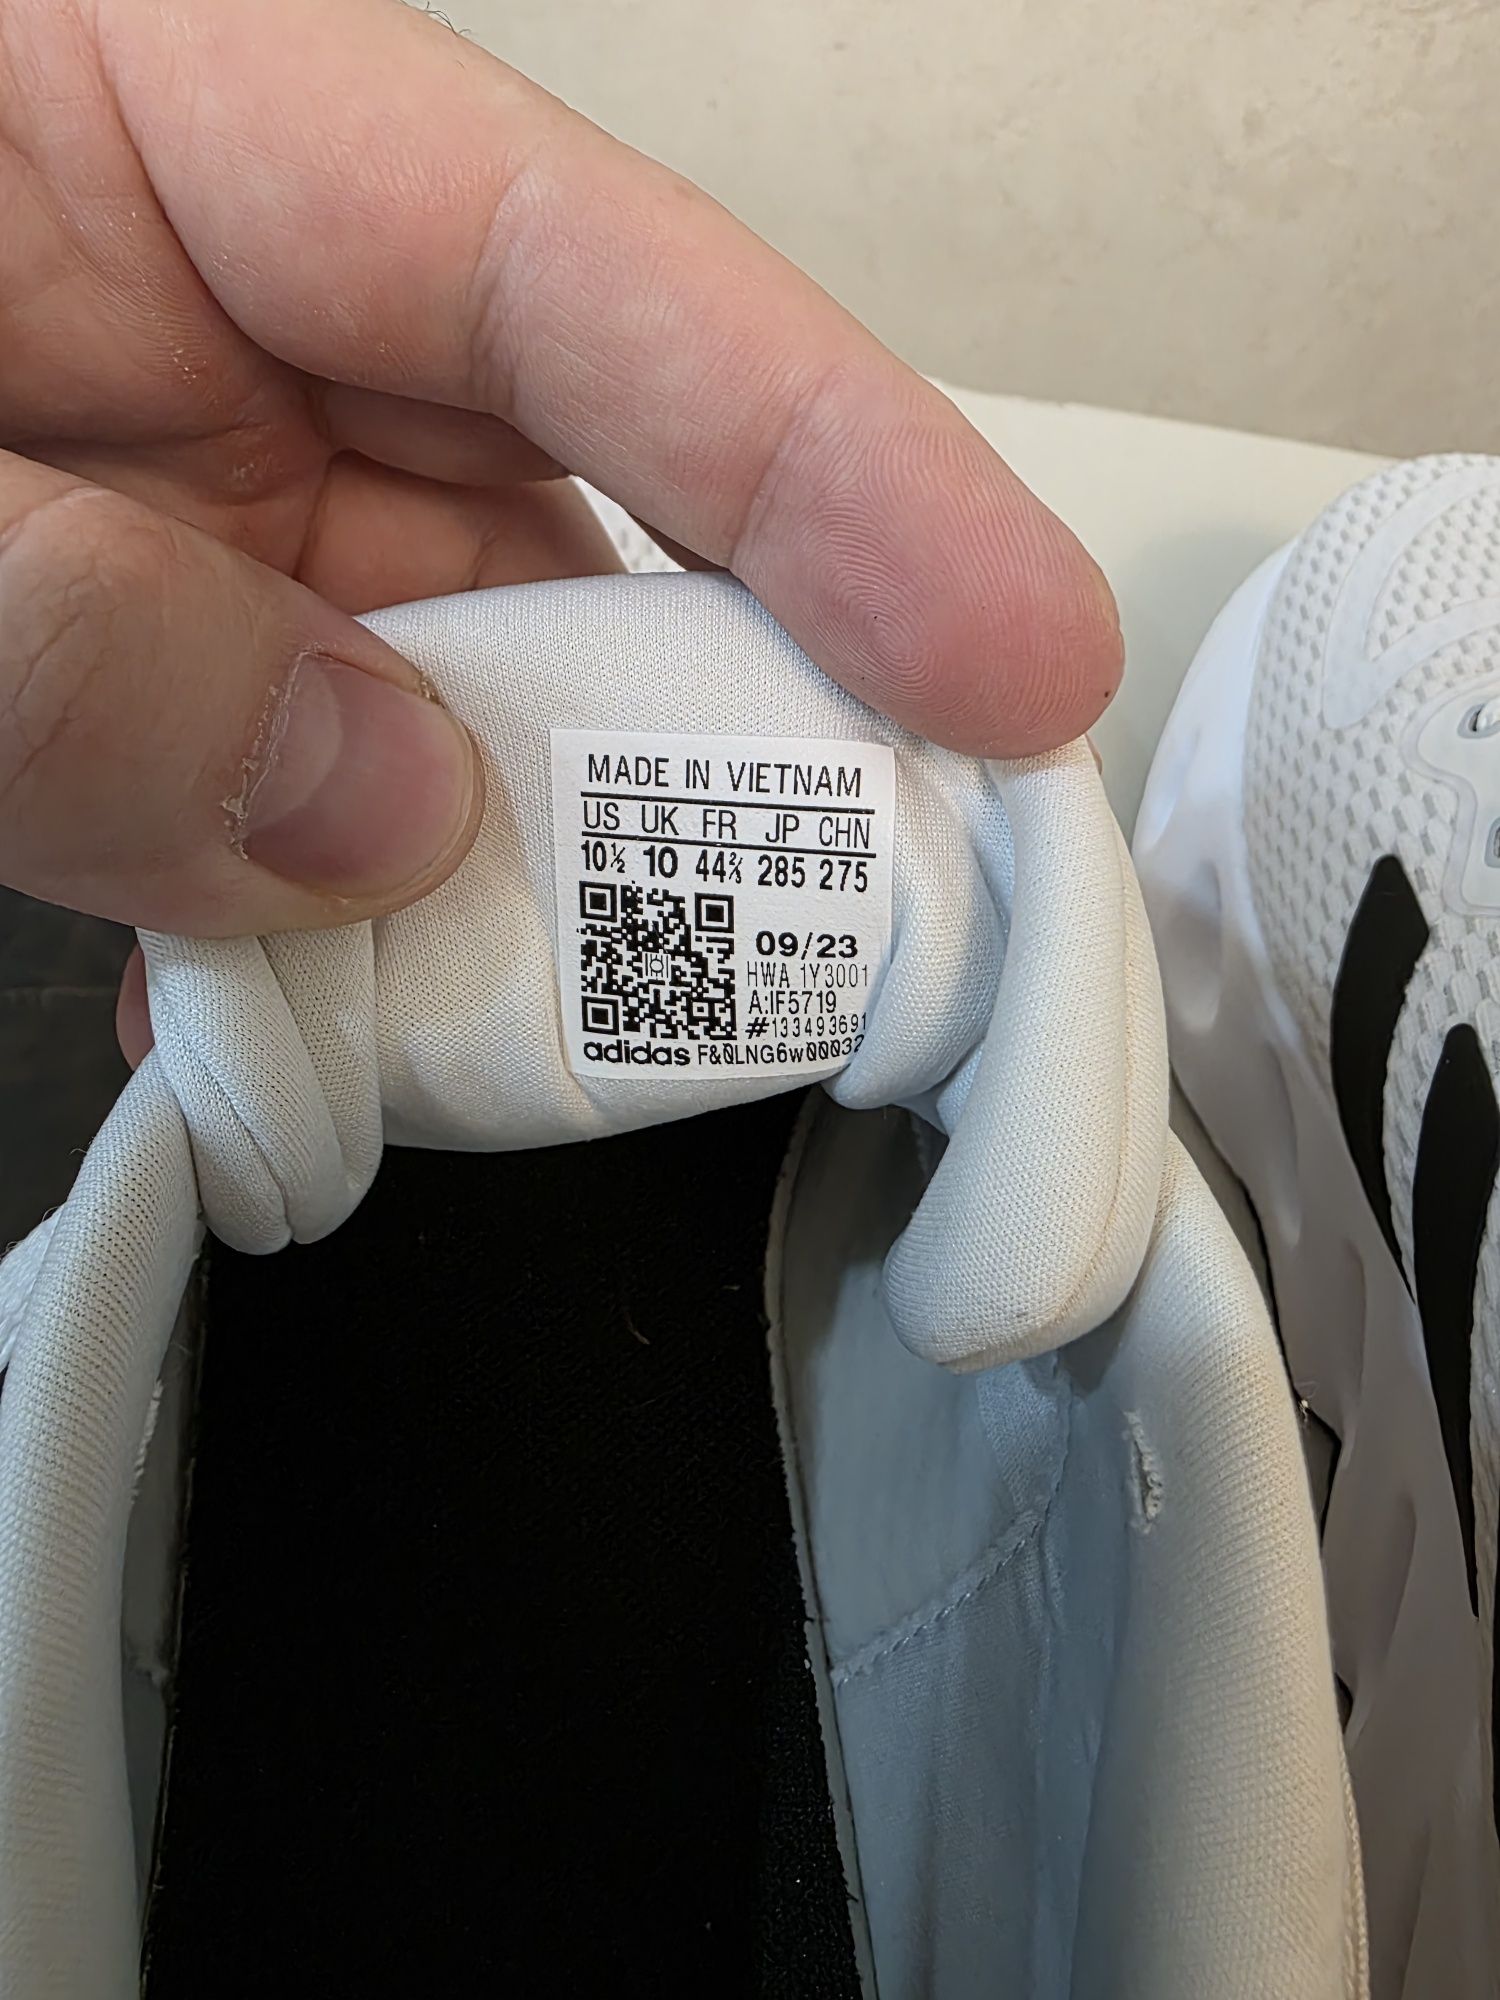 MADE IN VIETNAM
US UK FR JP CHN
10½ 10 44⅔ 285 275
09/23
HWA 1Y3001
A:IF5719
#133493691
adidas F&0LNG6w00032